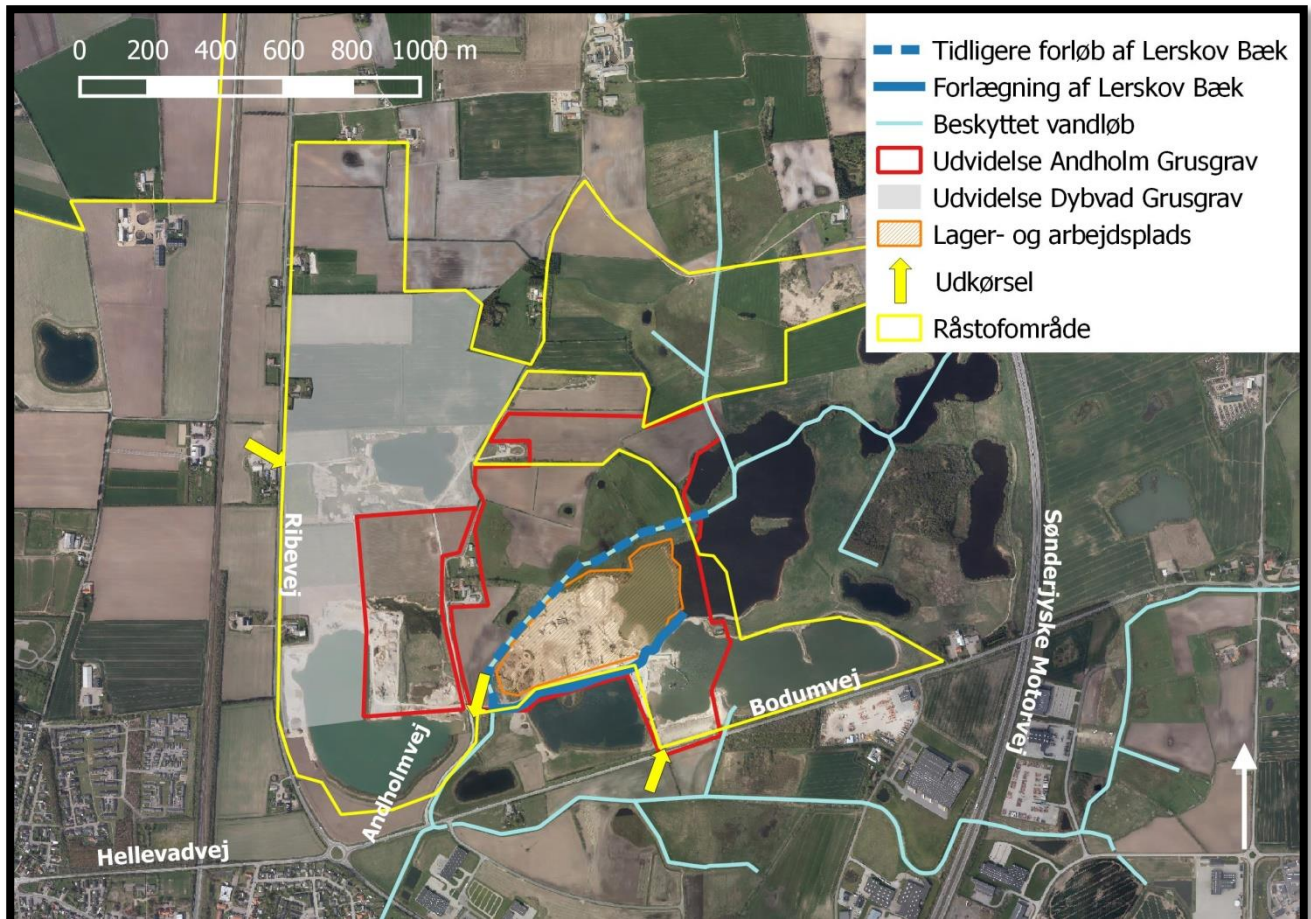 0 200 400 600 800 1000 m
Tidligere forløb af Lerskov Bæk
Forlægning af Lerskov Bæk
Beskyttet vandløb
Udvidelse Andholm Grusgrav
Udvidelse Dybvad Grusgrav
Lager- og arbejdsplads
Udkørsel
Råstofområde
Ribevej
Sønderjyske Motorvej
Bodumvej
Andholmvej
Hellevadvej